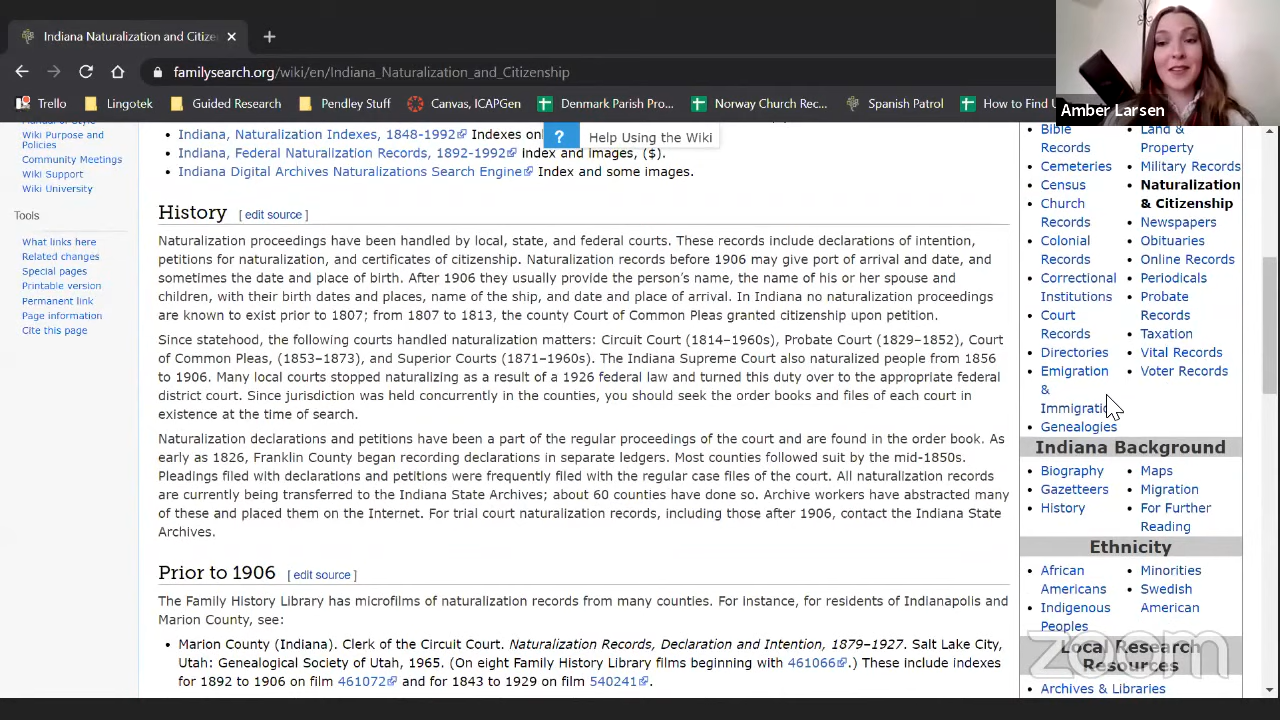 Indiana Naturalization and Citize
familysearch.org/wiki/en/Indiana_Naturalization_and_Citizenship
Trello
Lingotek
Guided Research
Pendley Stuff
Canvas, ICAPGen
Denmark Parish Pro...
Norway Church Rec...
Spanish Patrol
How to Find U
Amber Larsen
Wiki Purpose and
Policies
Community Meetings
Wiki Support
Wiki University
Tools
What links here
Related changes
Special pages
Printable version
Permanent link
Page information
Cite this page
? Help Using the Wiki
Indiana, Naturalization Indexes, 1848-1992 Indexes onl
Indiana, Federal Naturalization Records, 1892-1992 Index and images, ($).
Indiana Digital Archives Naturalizations Search Engine Index and some images.
History [ edit source ]
Naturalization proceedings have been handled by local, state, and federal courts. These records include declarations of intention,
petitions for naturalization, and certificates of citizenship. Naturalization records before 1906 may give port of arrival and date, and
sometimes the date and place of birth. After 1906 they usually provide the person's name, the name of his or her spouse and
children, with their birth dates and places, name of the ship, and date and place of arrival. In Indiana no naturalization proceedings
are known to exist prior to 1807; from 1807 to 1813, the county Court of Common Pleas granted citizenship upon petition.
Since statehood, the following courts handled naturalization matters: Circuit Court (1814–1960s), Probate Court (1829–1852), Court
of Common Pleas, (1853–1873), and Superior Courts (1871–1960s). The Indiana Supreme Court also naturalized people from 1856
to 1906. Many local courts stopped naturalizing as a result of a 1926 federal law and turned this duty over to the appropriate federal
district court. Since jurisdiction was held concurrently in the counties, you should seek the order books and files of each court in
existence at the time of search.
Naturalization declarations and petitions have been a part of the regular proceedings of the court and are found in the order book. As
early as 1826, Franklin County began recording declarations in separate ledgers. Most counties followed suit by the mid-1850s.
Pleadings filed with declarations and petitions were frequently filed with the regular case files of the court. All naturalization records
are currently being transferred to the Indiana State Archives; about 60 counties have done so. Archive workers have abstracted many
of these and placed them on the Internet. For trial court naturalization records, including those after 1906, contact the Indiana State
Archives.
Prior to 1906 [ edit source ]
The Family History Library has microfilms of naturalization records from many counties. For instance, for residents of Indianapolis and
Marion County, see:
Marion County (Indiana). Clerk of the Circuit Court. Naturalization Records, Declaration and Intention, 1879–1927. Salt Lake City,
Utah: Genealogical Society of Utah, 1965. (On eight Family History Library films beginning with 461066.) These include indexes
for 1892 to 1906 on film 461072 and for 1843 to 1929 on film 540241.
Bible
Records
Cemeteries
Census
Church
Records
Colonial
Records
Correctional
Institutions
Court
Records
Directories
Emigration
&
Immigratio
Genealogies
Land &
Property
Military Records
Naturalization
& Citizenship
Newspapers
Obituaries
Online Records
Periodicals
Probate
Records
Taxation
Vital Records
Voter Records
Indiana Background
Biography
Gazetteers
History
Maps
Migration
For Further
Reading
Ethnicity
African
Americans
Indigenous
Peoples
Minorities
Swedish
American
Local Research
Resources
Archives & Libraries
zoom